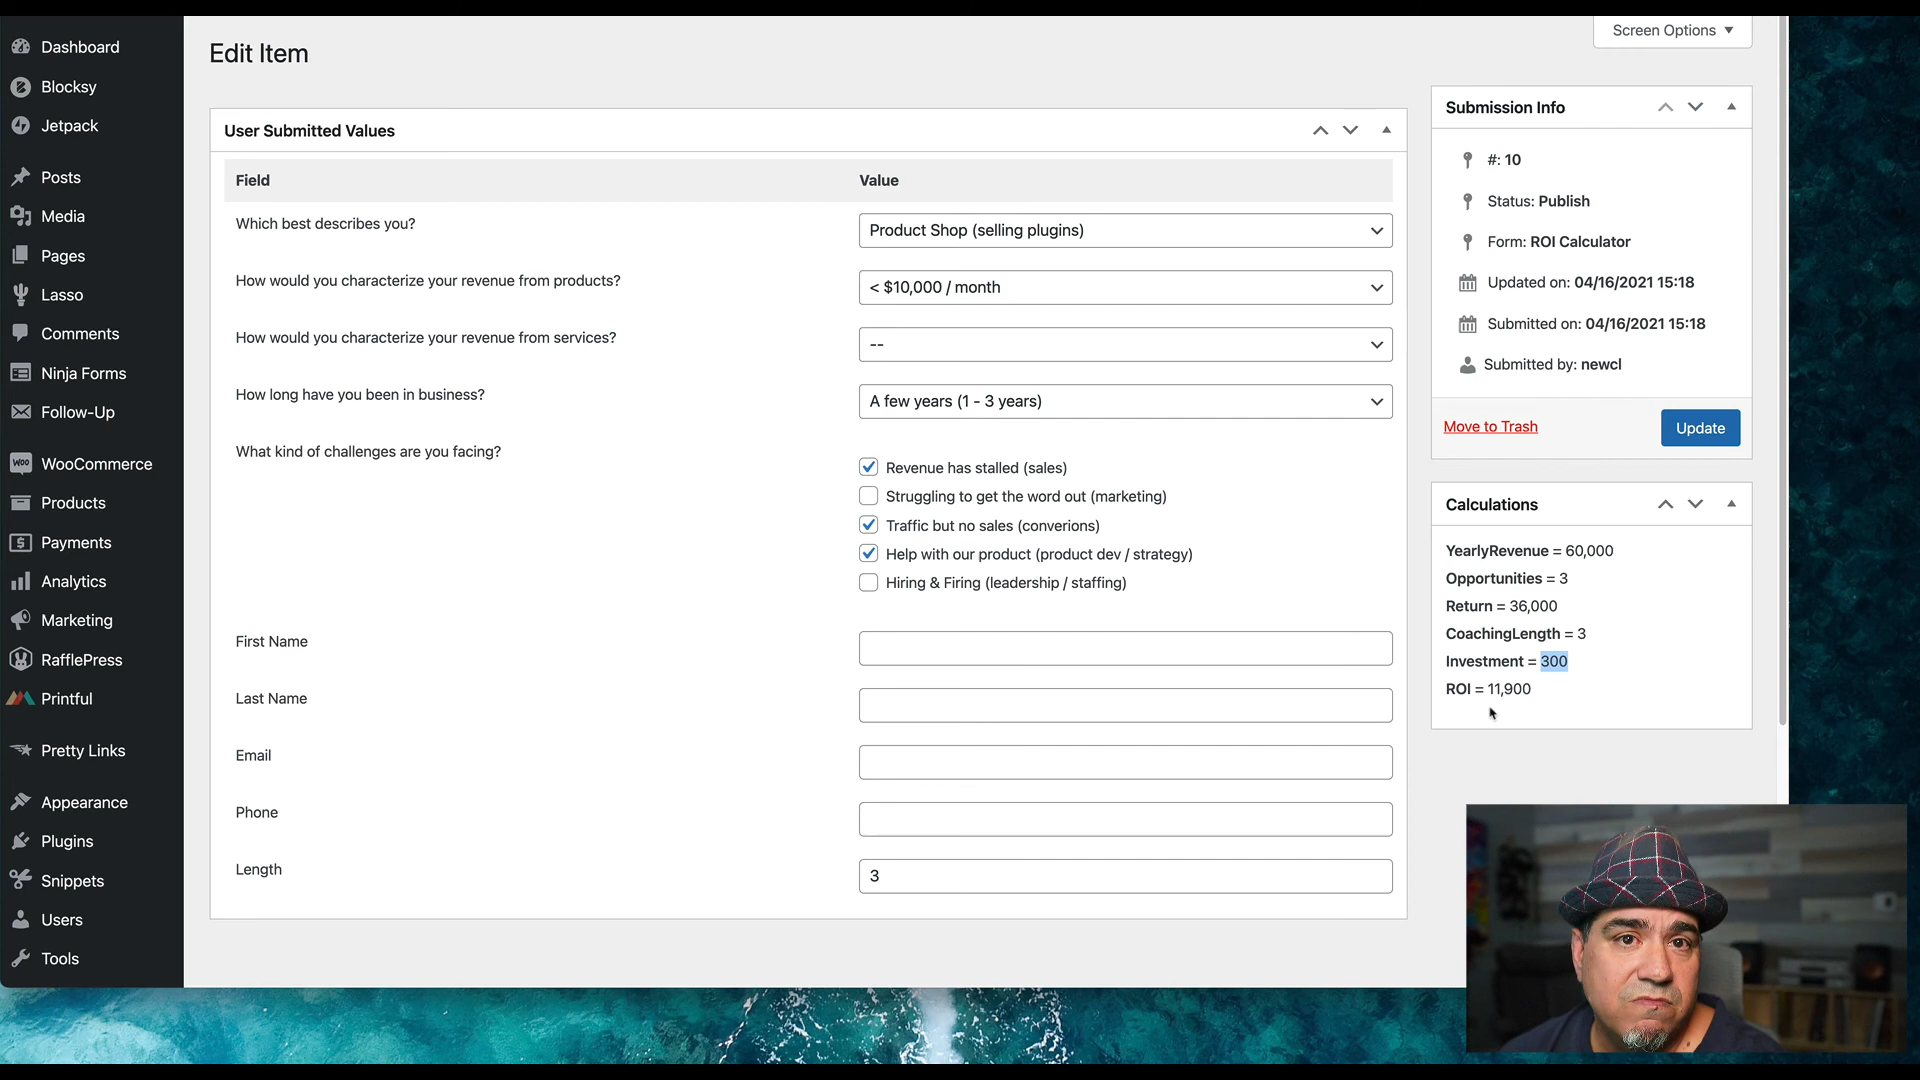 Dashboard
Blocksy
Jetpack
Posts
Media
Pages
Lasso
Comments
Ninja Forms
Follow-Up
WooCommerce
Products
Payments
Analytics
Marketing
RafflePress
Printful
Pretty Links
Appearance
Plugins
Snippets
Users
Tools
Screen Options
Edit Item
User Submitted Values
Field Value
Which best describes you? Product Shop (selling plugins)
How would you characterize your revenue from products? < $10,000 / month
How would you characterize your revenue from services? --
How long have you been in business? A few years (1 - 3 years)
What kind of challenges are you facing?
Revenue has stalled (sales)
Struggling to get the word out (marketing)
Traffic but no sales (converions)
Help with our product (product dev / strategy)
Hiring & Firing (leadership / staffing)
First Name
Last Name
Email
Phone
Length 3
Submission Info
#: 10
Status: Publish
Form: ROI Calculator
Updated on: 04/16/2021 15:18
Submitted on: 04/16/2021 15:18
Submitted by: newcl
Move to Trash Update
Calculations
YearlyRevenue = 60,000
Opportunities = 3
Return = 36,000
CoachingLength = 3
Investment = 300
ROI = 11,900